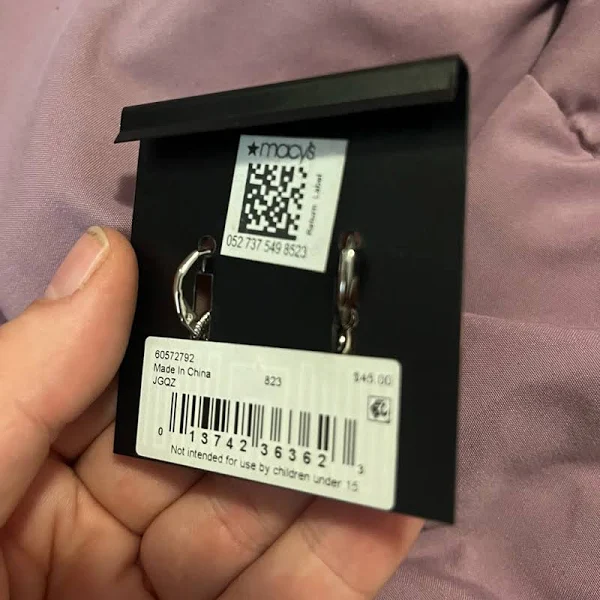 ★macy's
Return Label
052 737 549 8523
60572792
Made In China
JGQZ
823
$45.00
0 13742 36362 3
Not intended for use by children under 15